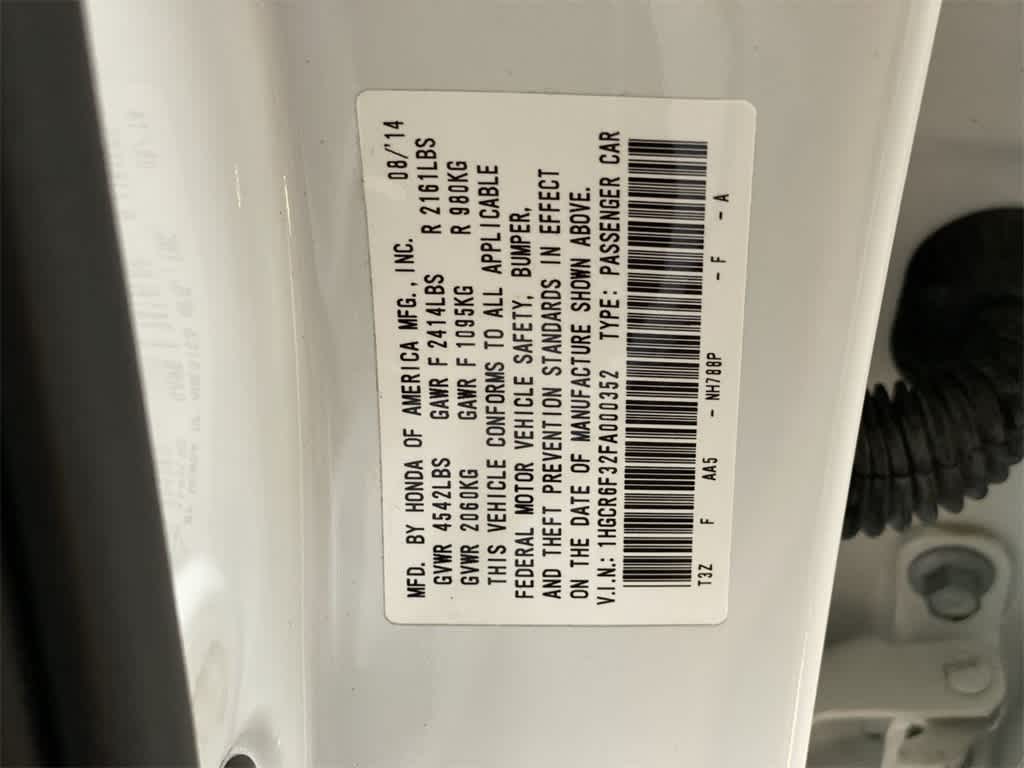 MFD. BY HONDA OF AMERICA MFG., INC. 08/'14
GVWR 4542LBS GAWR F 2414LBS R 2161LBS
GVWR 2060KG GAWR F 1095KG R 980KG
THIS VEHICLE CONFORMS TO ALL APPLICABLE
FEDERAL MOTOR VEHICLE SAFETY, BUMPER,
AND THEFT PREVENTION STANDARDS IN EFFECT
ON THE DATE OF MANUFACTURE SHOWN ABOVE.
V.I.N.: 1HGCR6F32FA000352 TYPE: PASSENGER CAR
T3Z F AA5 - NH788P - F - A